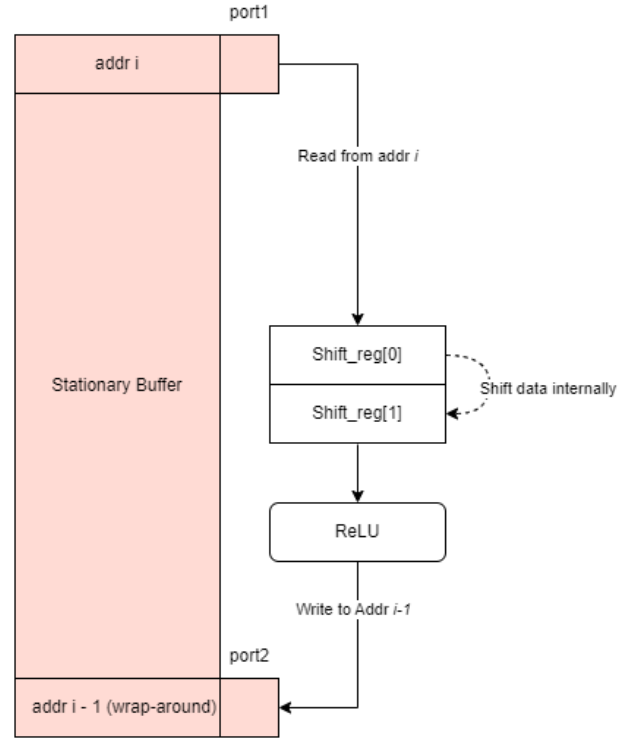 port1
addr i
Read from addr i
Shift_reg[0]
Stationary Buffer
Shift data internally
Shift_reg[1]
ReLU
Write to Addr i-1
port2
addr i - 1 (wrap-around)